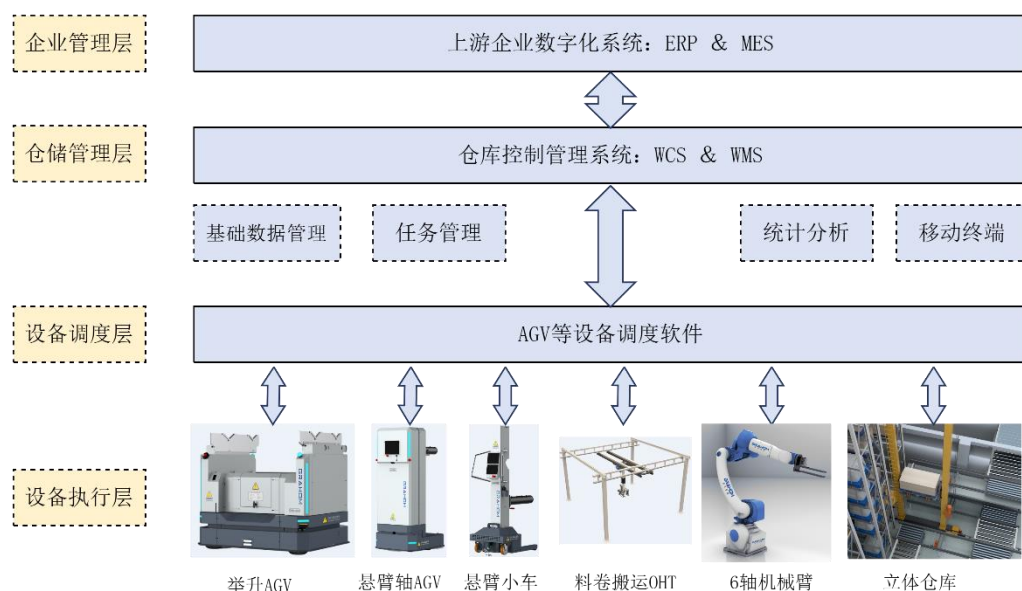 企业管理层
上游企业数字化系统：ERP & MES
仓储管理层
仓库控制管理系统：WCS & WMS
基础数据管理
任务管理
统计分析
移动终端
设备调度层
AGV等设备调度软件
设备执行层
举升AGV
悬臂轴AGV
悬臂小车
料卷搬运OHT
6轴机械臂
立体仓库